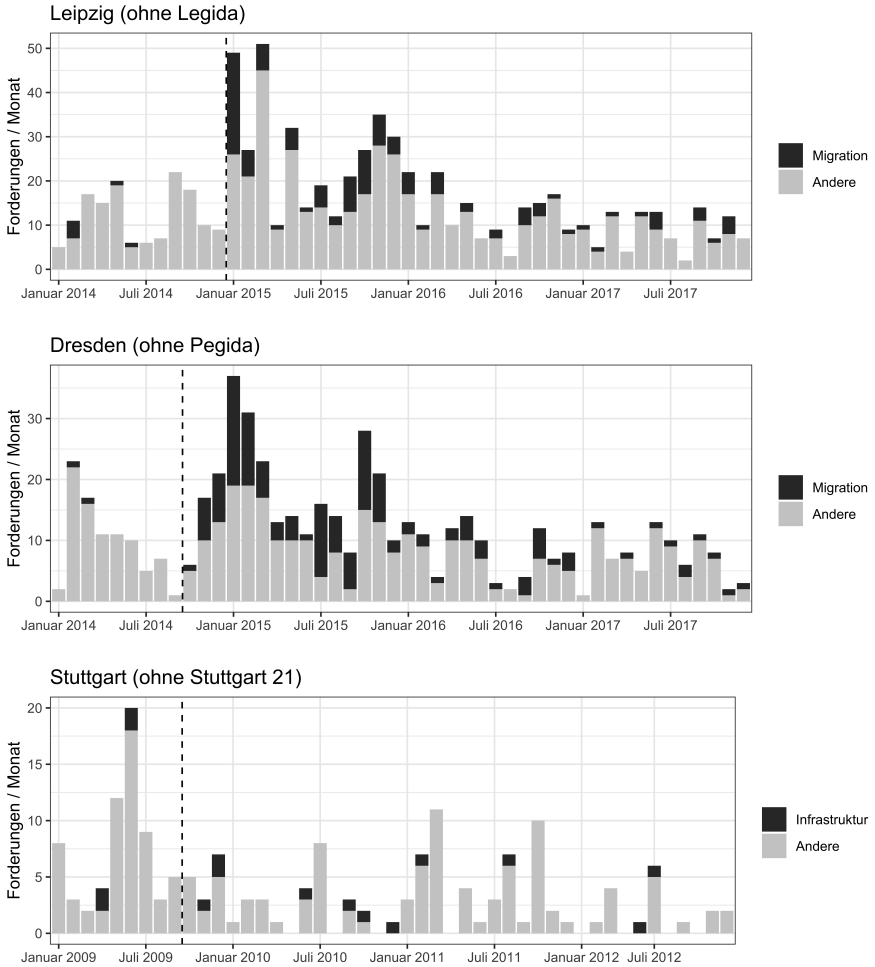 Leipzig (ohne Legida)
Forderungen / Monat
50
40
30
20
10
0
Januar 2014 Juli 2014 Januar 2015 Juli 2015 Januar 2016 Juli 2016 Januar 2017 Juli 2017
Migration
Andere
Dresden (ohne Pegida)
Forderungen / Monat
30
20
10
0
Januar 2014 Juli 2014 Januar 2015 Juli 2015 Januar 2016 Juli 2016 Januar 2017 Juli 2017
Migration
Andere
Stuttgart (ohne Stuttgart 21)
Forderungen / Monat
20
15
10
5
0
Januar 2009 Juli 2009 Januar 2010 Juli 2010 Januar 2011 Juli 2011 Januar 2012 Juli 2012
Infrastruktur
Andere